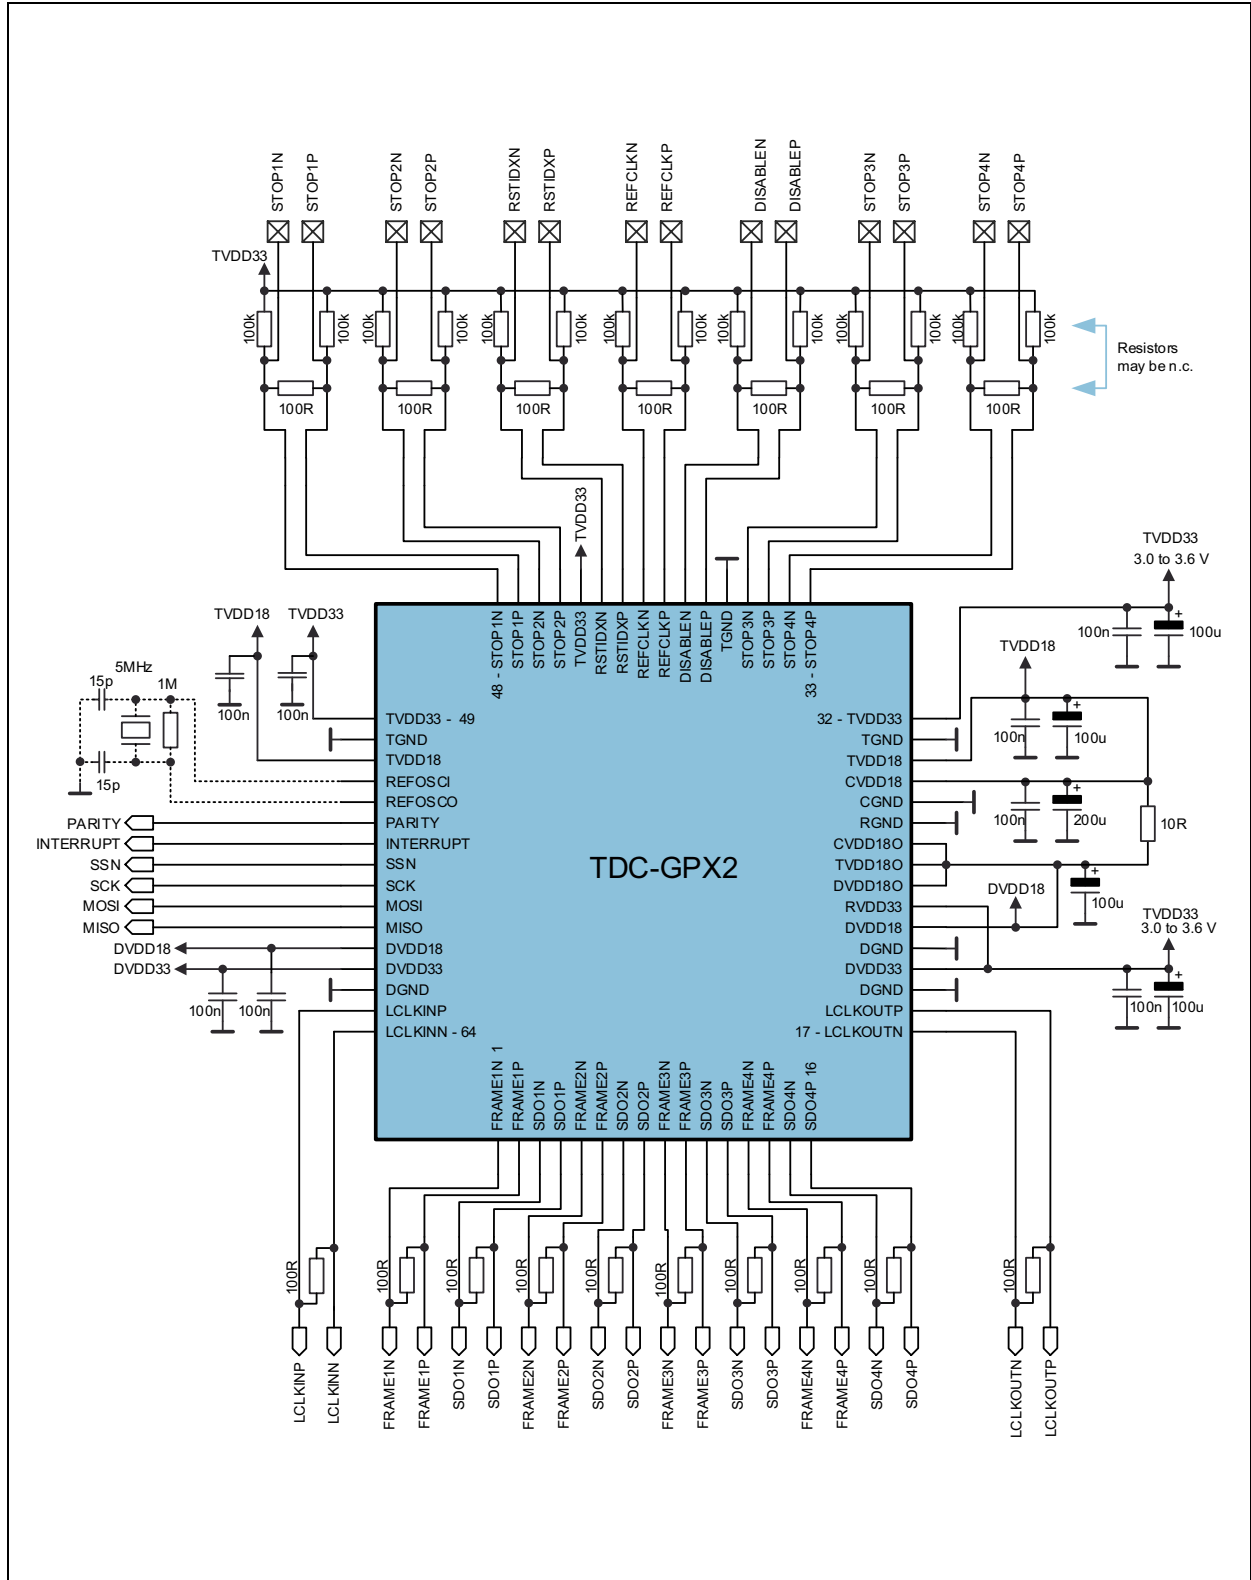 STOP1N
STOP1P
STOP2N
STOP2P
RSTIDXN
RSTIDXP
REFCLKN
REFCLKP
DISABLEN
DISABLEP
STOP3N
STOP3P
STOP4N
STOP4P
TVDD33
100k
100k
100k
100k
100k
100k
100k
100k
100k
100k
100k
100k
100k
100k
Resistors
may be n.c.
100R
100R
100R
100R
100R
100R
100R
TVDD33
TVDD33
3.0 to 3.6 V
100n
+
100u
TVDD18
TVDD33
100n
100n
5MHz
15p
1M
15p
48 - STOP1N
STOP1P
STOP2N
STOP2P
TVDD33
RSTIDXN
RSTIDXP
REFCLKN
REFCLKP
DISABLEN
DISABLEP
TGND
STOP3N
STOP3P
STOP4N
33 - STOP4P
TVDD18
100n
+
100u
100n
+
200u
10R
TVDD33 - 49
TGND
TVDD18
REFOSCI
REFOSCO
PARITY
INTERRUPT
SSN
SCK
MOSI
MISO
DVDD18
DVDD33
DGND
LCLKINP
LCLKINN - 64
PARITY
INTERRUPT
SSN
SCK
MOSI
MISO
DVDD18
DVDD33
100n
100n
TDC-GPX2
32 - TVDD33
TGND
TVDD18
CVDD18
CGND
RGND
CVDD18O
TVDD18O
DVDD18O
RVDD33
DVDD18
DGND
DVDD33
DGND
LCLKOUTP
17 - LCLKOUTN
+
100u
DVDD18
TVDD33
3.0 to 3.6 V
100n
+
100u
FRAME1N 1
FRAME1P
SDO1N
SDO1P
FRAME2N
FRAME2P
SDO2N
SDO2P
FRAME3N
FRAME3P
SDO3N
SDO3P
FRAME4N
FRAME4P
SDO4N
SDO4P 16
100R
100R
100R
100R
100R
100R
100R
100R
100R
100R
LCLKINP
LCLKINN
FRAME1N
FRAME1P
SDO1N
SDO1P
FRAME2N
FRAME2P
SDO2N
SDO2P
FRAME3N
FRAME3P
SDO3N
SDO3P
FRAME4N
FRAME4P
SDO4N
SDO4P
LCLKOUTN
LCLKOUTP